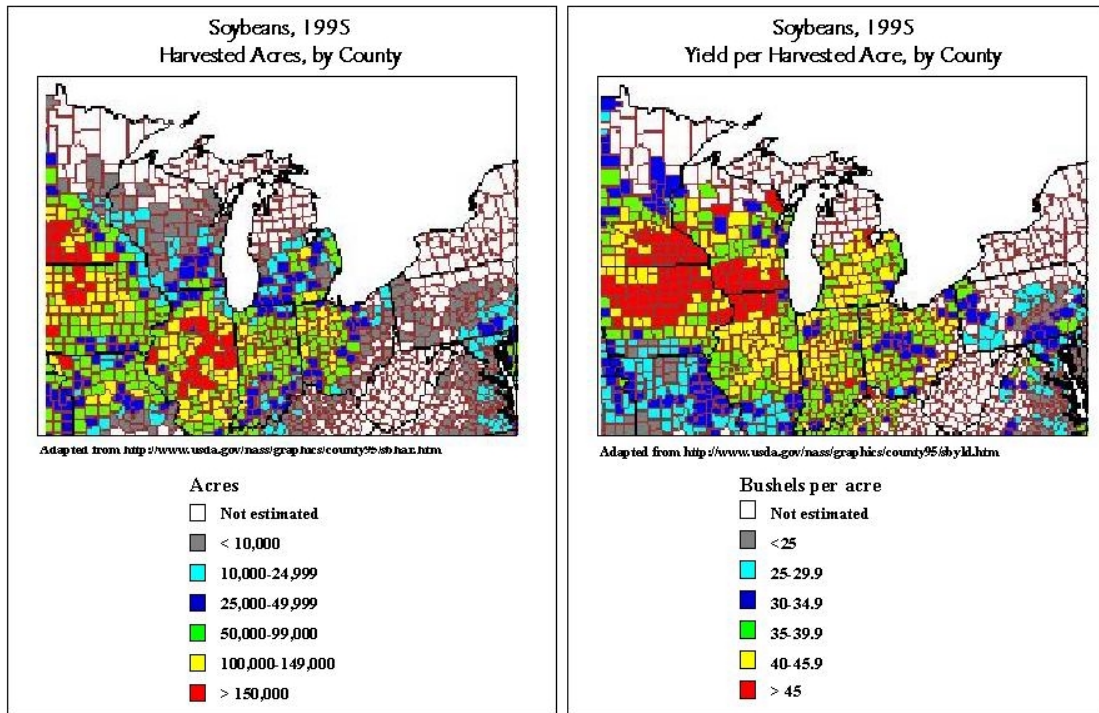 Soybeans, 1995
Harvested Acres, by County
Adapted from http://www.usda.gov/nass/graphics/county95/sbhar.htm
Acres
Not estimated
< 10,000
10,000-24,999
25,000-49,999
50,000-99,000
100,000-149,000
> 150,000
Soybeans, 1995
Yield per Harvested Acre, by County
Adapted from http://www.usda.gov/nass/graphics/county95/sbyld.htm
Bushels per acre
Not estimated
<25
25-29.9
30-34.9
35-39.9
40-45.9
> 45